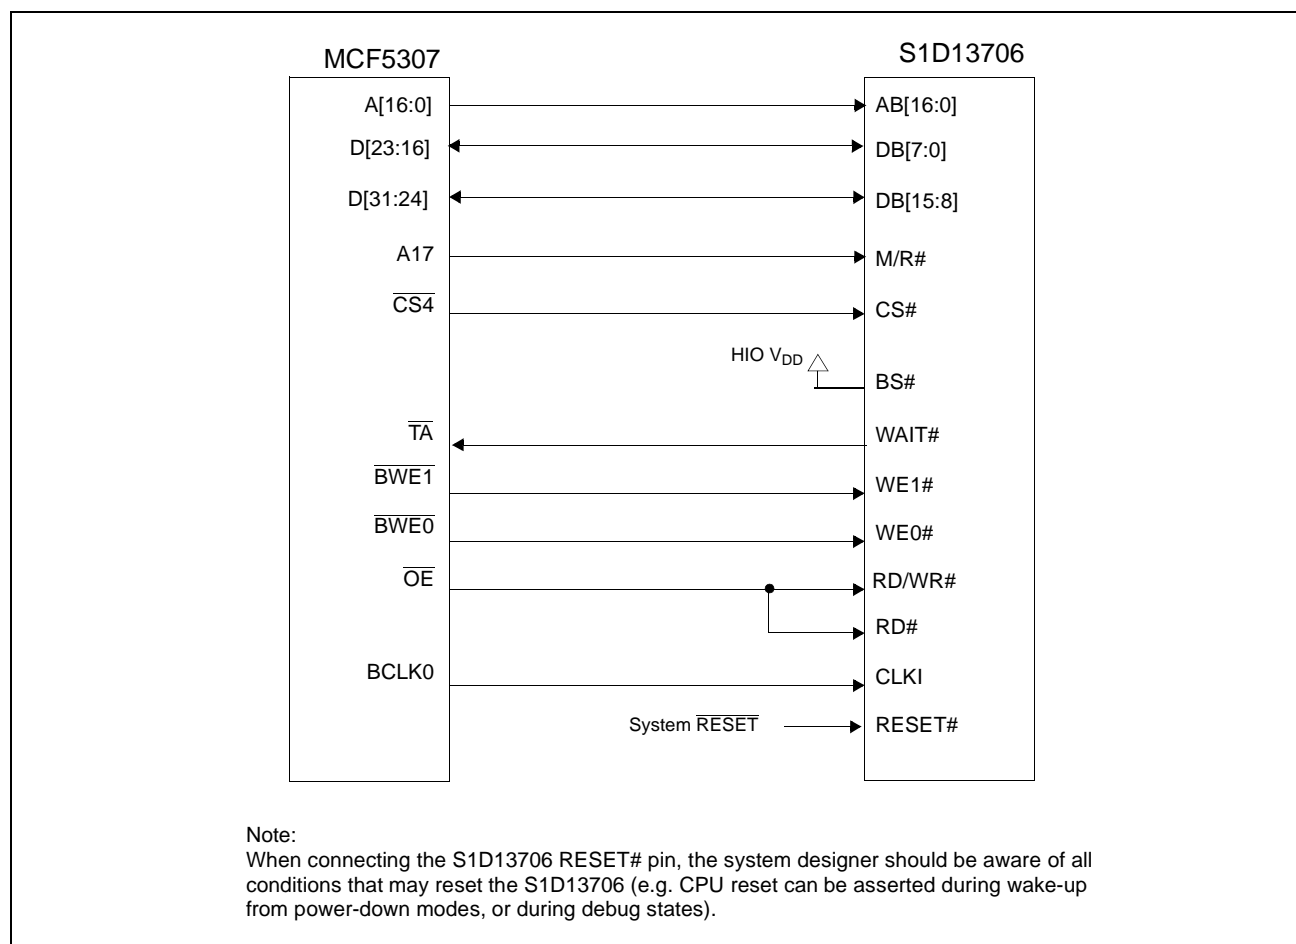 MCF5307 S1D13706
A[16:0] AB[16:0]
D[23:16] DB[7:0]
D[31:24] DB[15:8]
A17 M/R#
CS4 CS#
HIO VDD BS#
TA WAIT#
BWE1 WE1#
BWE0 WE0#
OE RD/WR#
RD#
BCLK0 CLKI
System RESET RESET#
Note:
When connecting the S1D13706 RESET# pin, the system designer should be aware of all
conditions that may reset the S1D13706 (e.g. CPU reset can be asserted during wake-up
from power-down modes, or during debug states).